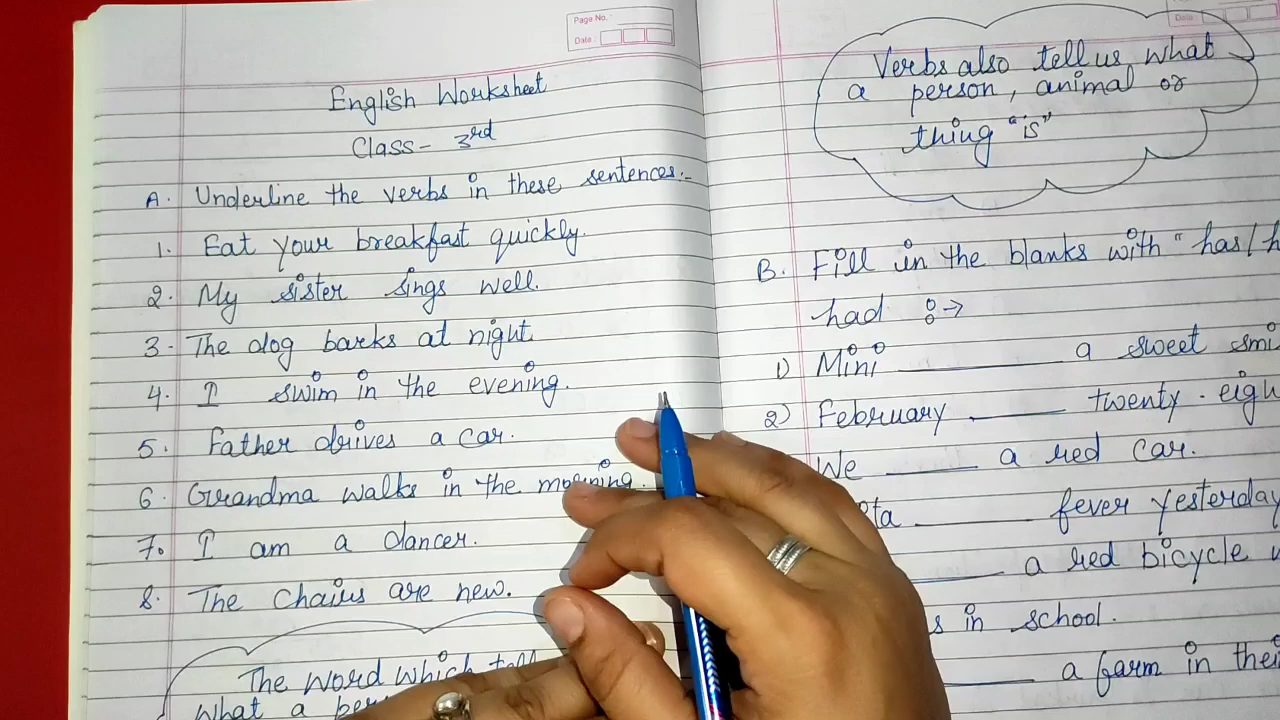 Page No.:
Date:
English Worksheet
Class- 3rd
A. Underline the verbs in these sentences:-
1. Eat your breakfast quickly.
2. My sister sings well.
3. The dog barks at night
4. I swim in the evening.
5. Father drives a car.
6. Grandma walks in the morning.
7. I am a dancer.
8. The chairs are new.
The word which
what a
Date:
Verbs also tell us what
a person, animal or
thing "is"
B. Fill in the blanks with "has/
had :→
1) Mini ________ a sweet
2) February ______ twenty-
We ______ a red car.
______ fever yesterday
______ a red bicycle
in school.
______ a farm in